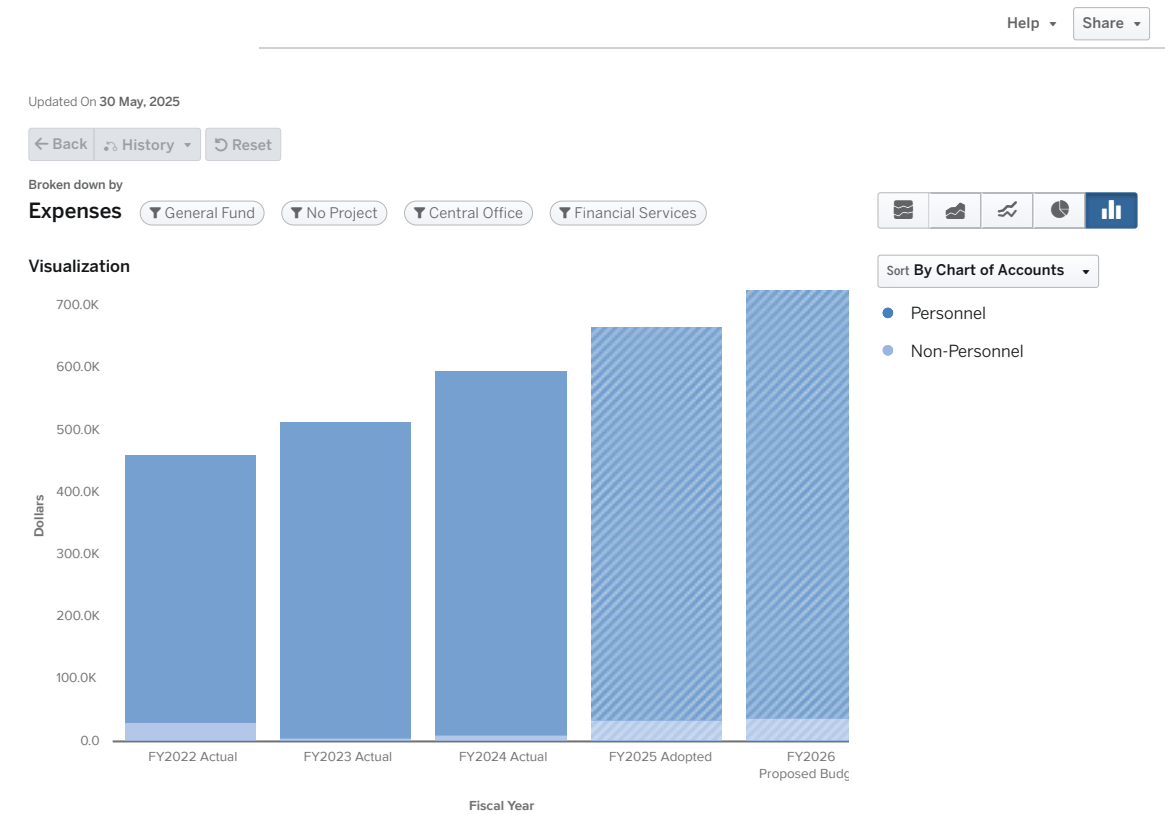 Help
Share
Updated On 30 May, 2025
Back
History
Reset
Broken down by
Expenses
General Fund
No Project
Central Office
Financial Services
Visualization
Sort By Chart of Accounts
Personnel
Non-Personnel
700.0K
600.0K
500.0K
400.0K
300.0K
200.0K
100.0K
0.0
Dollars
FY2022 Actual
FY2023 Actual
FY2024 Actual
FY2025 Adopted
FY2026
Proposed Budg
Fiscal Year